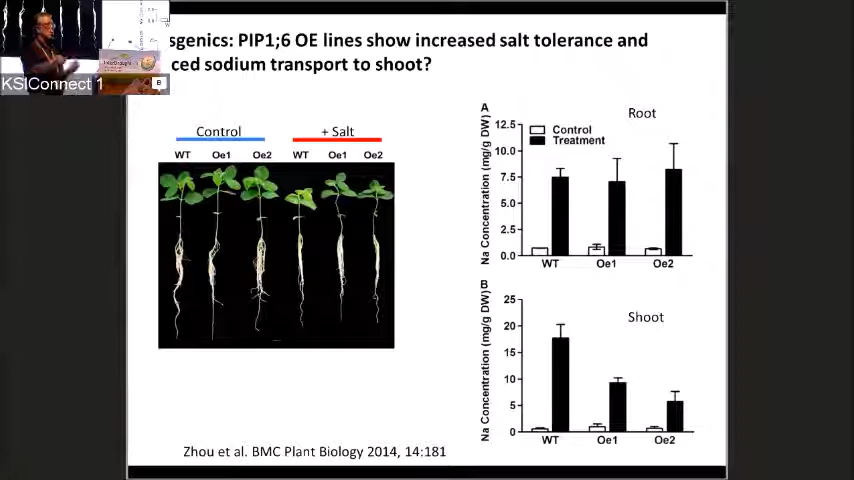 sgenics: PIP1;6 OE lines show increased salt tolerance and
ced sodium transport to shoot?
KSIConnect 1
B
Control
+ Salt
WT Oe1 Oe2 WT Oe1 Oe2
A
Root
Na Concentration (mg/g DW)
12.5
10.0
7.5
5.0
2.5
0.0
Control
Treatment
WT Oe1 Oe2
B
Shoot
Na Concentration (mg/g DW)
25
20
15
10
5
0
WT Oe1 Oe2
Zhou et al. BMC Plant Biology 2014, 14:181